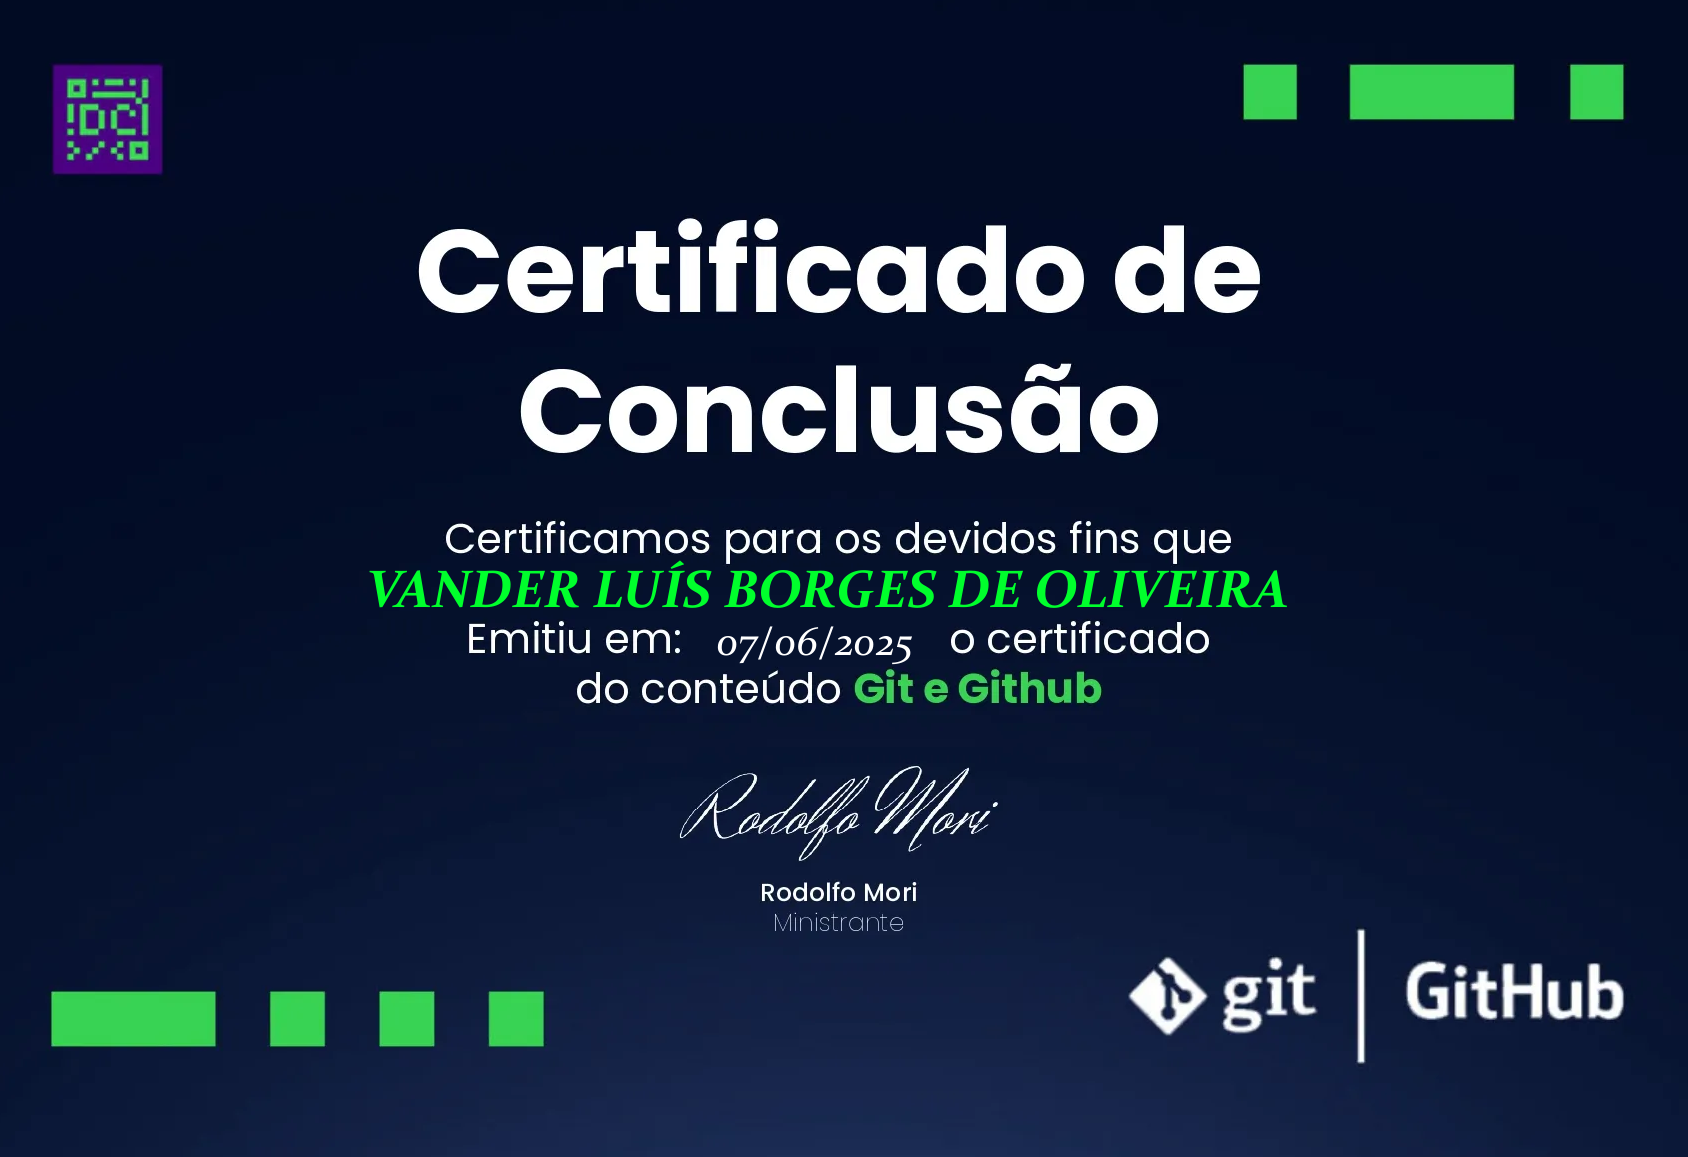 DC
Certificado de
Conclusão
Certificamos para os devidos fins que
VANDER LUÍS BORGES DE OLIVEIRA
Emitiu em: 07/06/2025 o certificado
do conteúdo Git e Github
Rodolfo Mori
Rodolfo Mori
Ministrante
git | GitHub